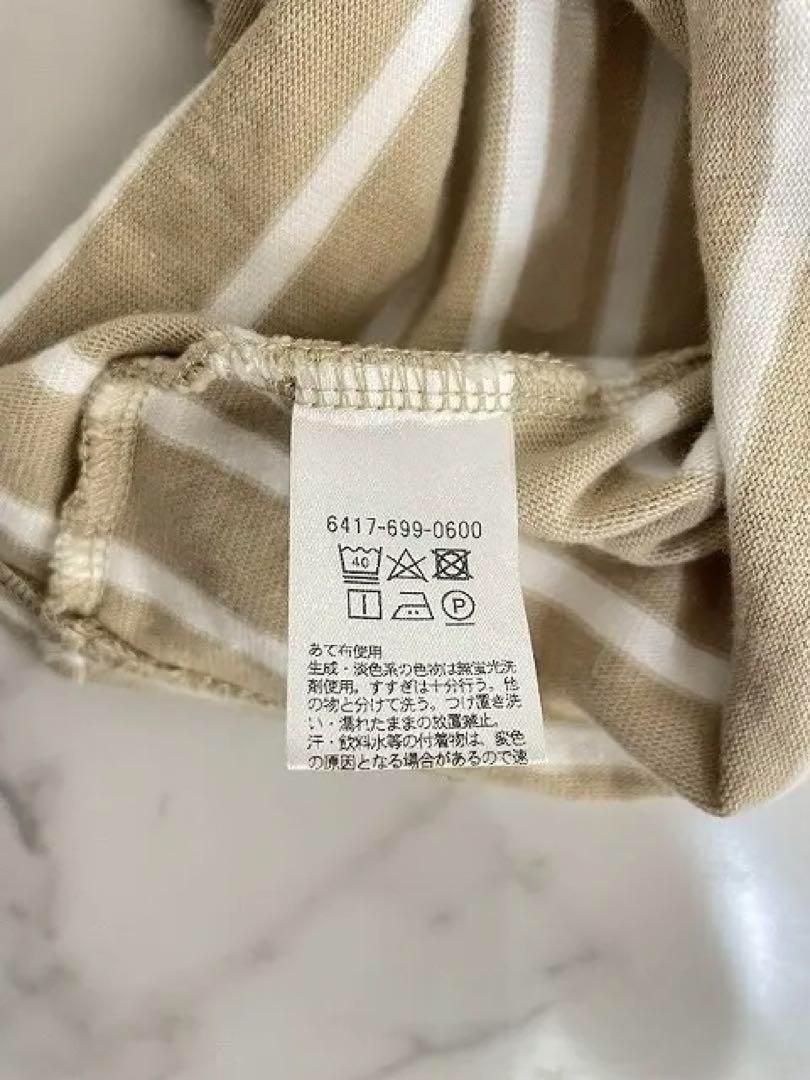 6417-699-0600
40
P
あて布使用
生成・淡色系の色物は無蛍光洗
剤使用。すすぎは十分行う。他
の物と分けて洗う。つけ置き洗
い・濡れたままの放置禁止。
汗・飲料水等の付着物は、変色
の原因となる場合があるので速